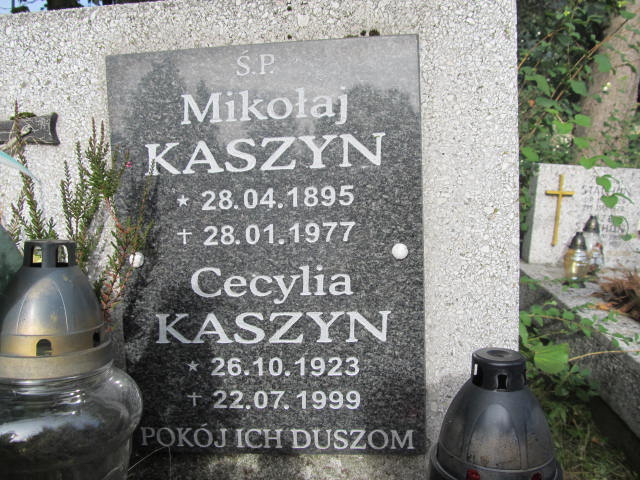 Ś.P.
Mikołaj
KASZYN
* 28.04.1895
+ 28.01.1977
Cecylia
KASZYN
* 26.10.1923
+ 22.07.1999
POKÓJ ICH DUSZOM